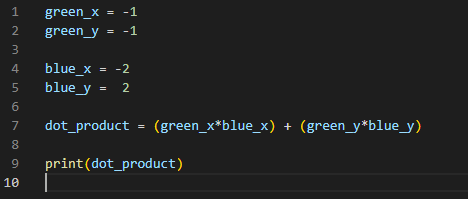 1 green_x = -1
2 green_y = -1
3
4 blue_x = -2
5 blue_y =  2
6
7 dot_product = (green_x*blue_x) + (green_y*blue_y)
8
9 print(dot_product)
10